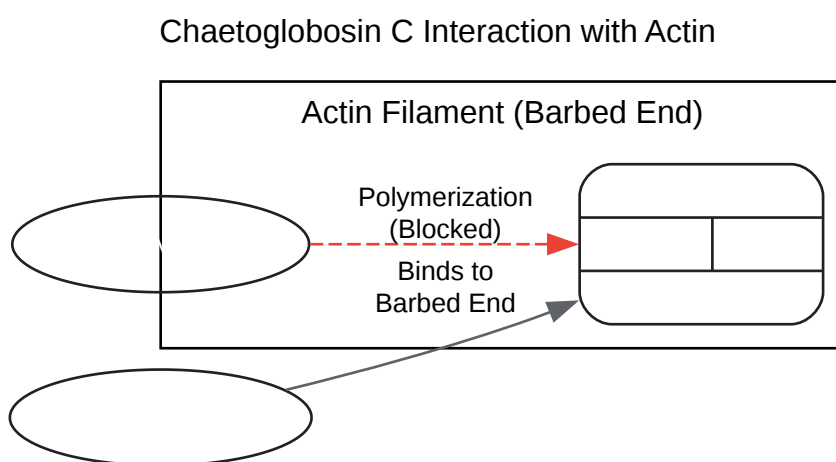 Chaetoglobosin C Interaction with Actin
Actin Filament (Barbed End)
Polymerization
(Blocked)
Binds to
Barbed End